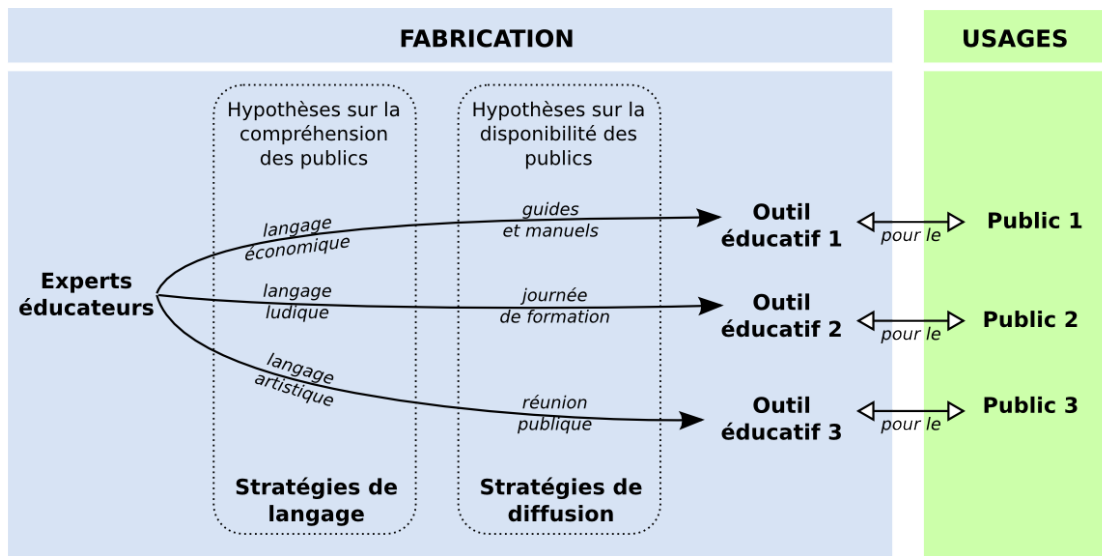 FABRICATION
USAGES
Hypothèses sur la
compréhension
des publics
Hypothèses sur la
disponibilité des
publics
langage
économique
guides
et manuels
Outil
éducatif 1
pour le
Public 1
Experts
éducateurs
langage
ludique
journée
de formation
Outil
éducatif 2
pour le
Public 2
langage
artistique
réunion
publique
Outil
éducatif 3
pour le
Public 3
Stratégies de
langage
Stratégies de
diffusion